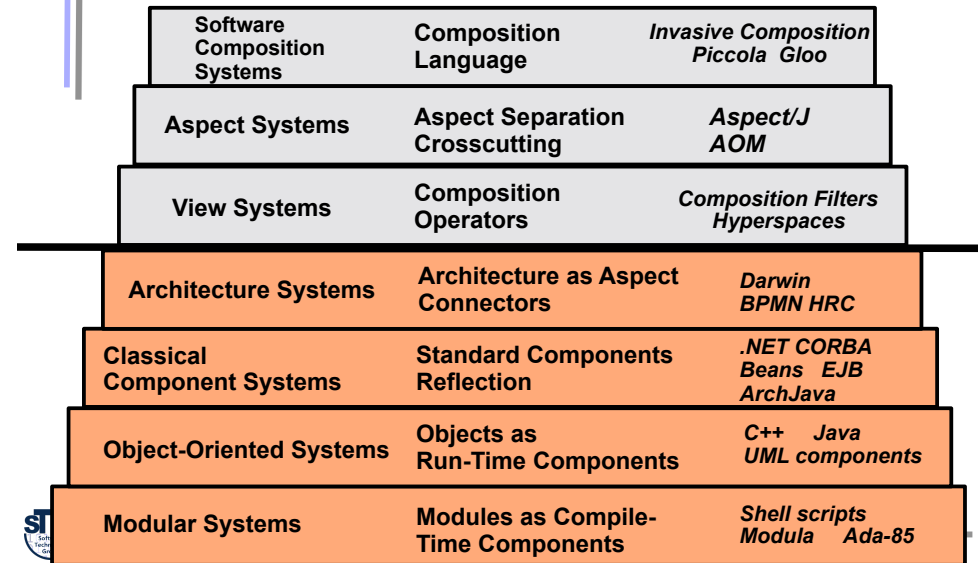 Software
Composition
Systems
Composition
Language
Invasive Composition
Piccola Gloo
Aspect Systems
Aspect Separation
Crosscutting
Aspect/J
AOM
View Systems
Composition
Operators
Composition Filters
Hyperspaces
Architecture Systems
Architecture as Aspect
Connectors
Darwin
BPMN HRC
Classical
Component Systems
Standard Components
Reflection
.NET CORBA
Beans EJB
ArchJava
Object-Oriented Systems
Objects as
Run-Time Components
C++ Java
UML components
Modular Systems
Modules as Compile-
Time Components
Shell scripts
Modula Ada-85